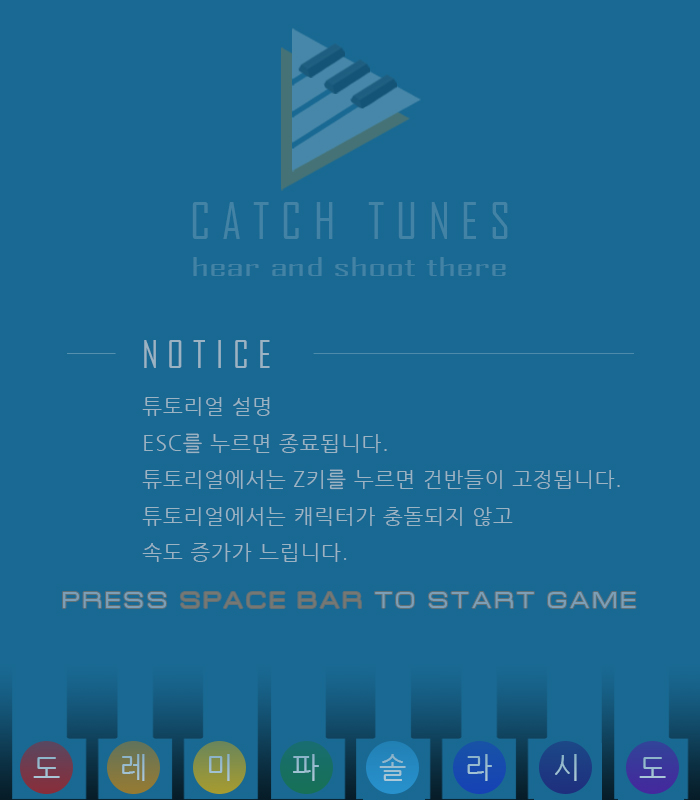 CATCH TUNES
hear and shoot there
NOTICE
튜토리얼 설명
ESC를 누르면 종료됩니다.
튜토리얼에서는 Z키를 누르면 건반들이 고정됩니다.
튜토리얼에서는 캐릭터가 충돌되지 않고
속도 증가가 느립니다.
PRESS SPACE BAR TO START GAME
도 레 미 파 솔 라 시 도